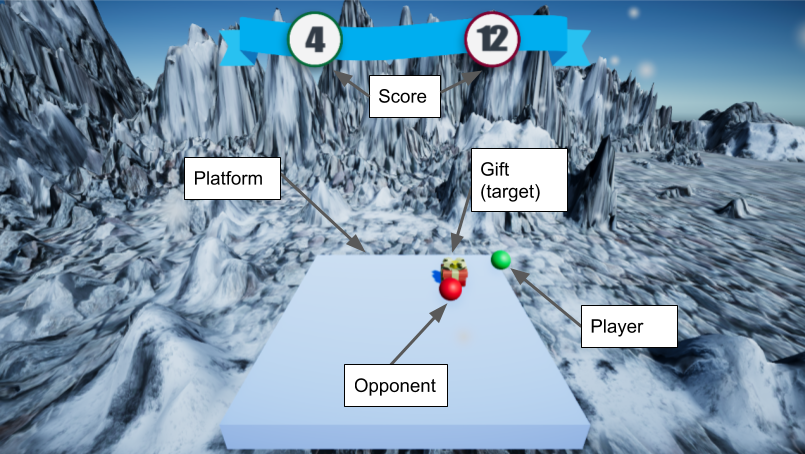 4 12
Score
Platform
Gift
(target)
Player
Opponent